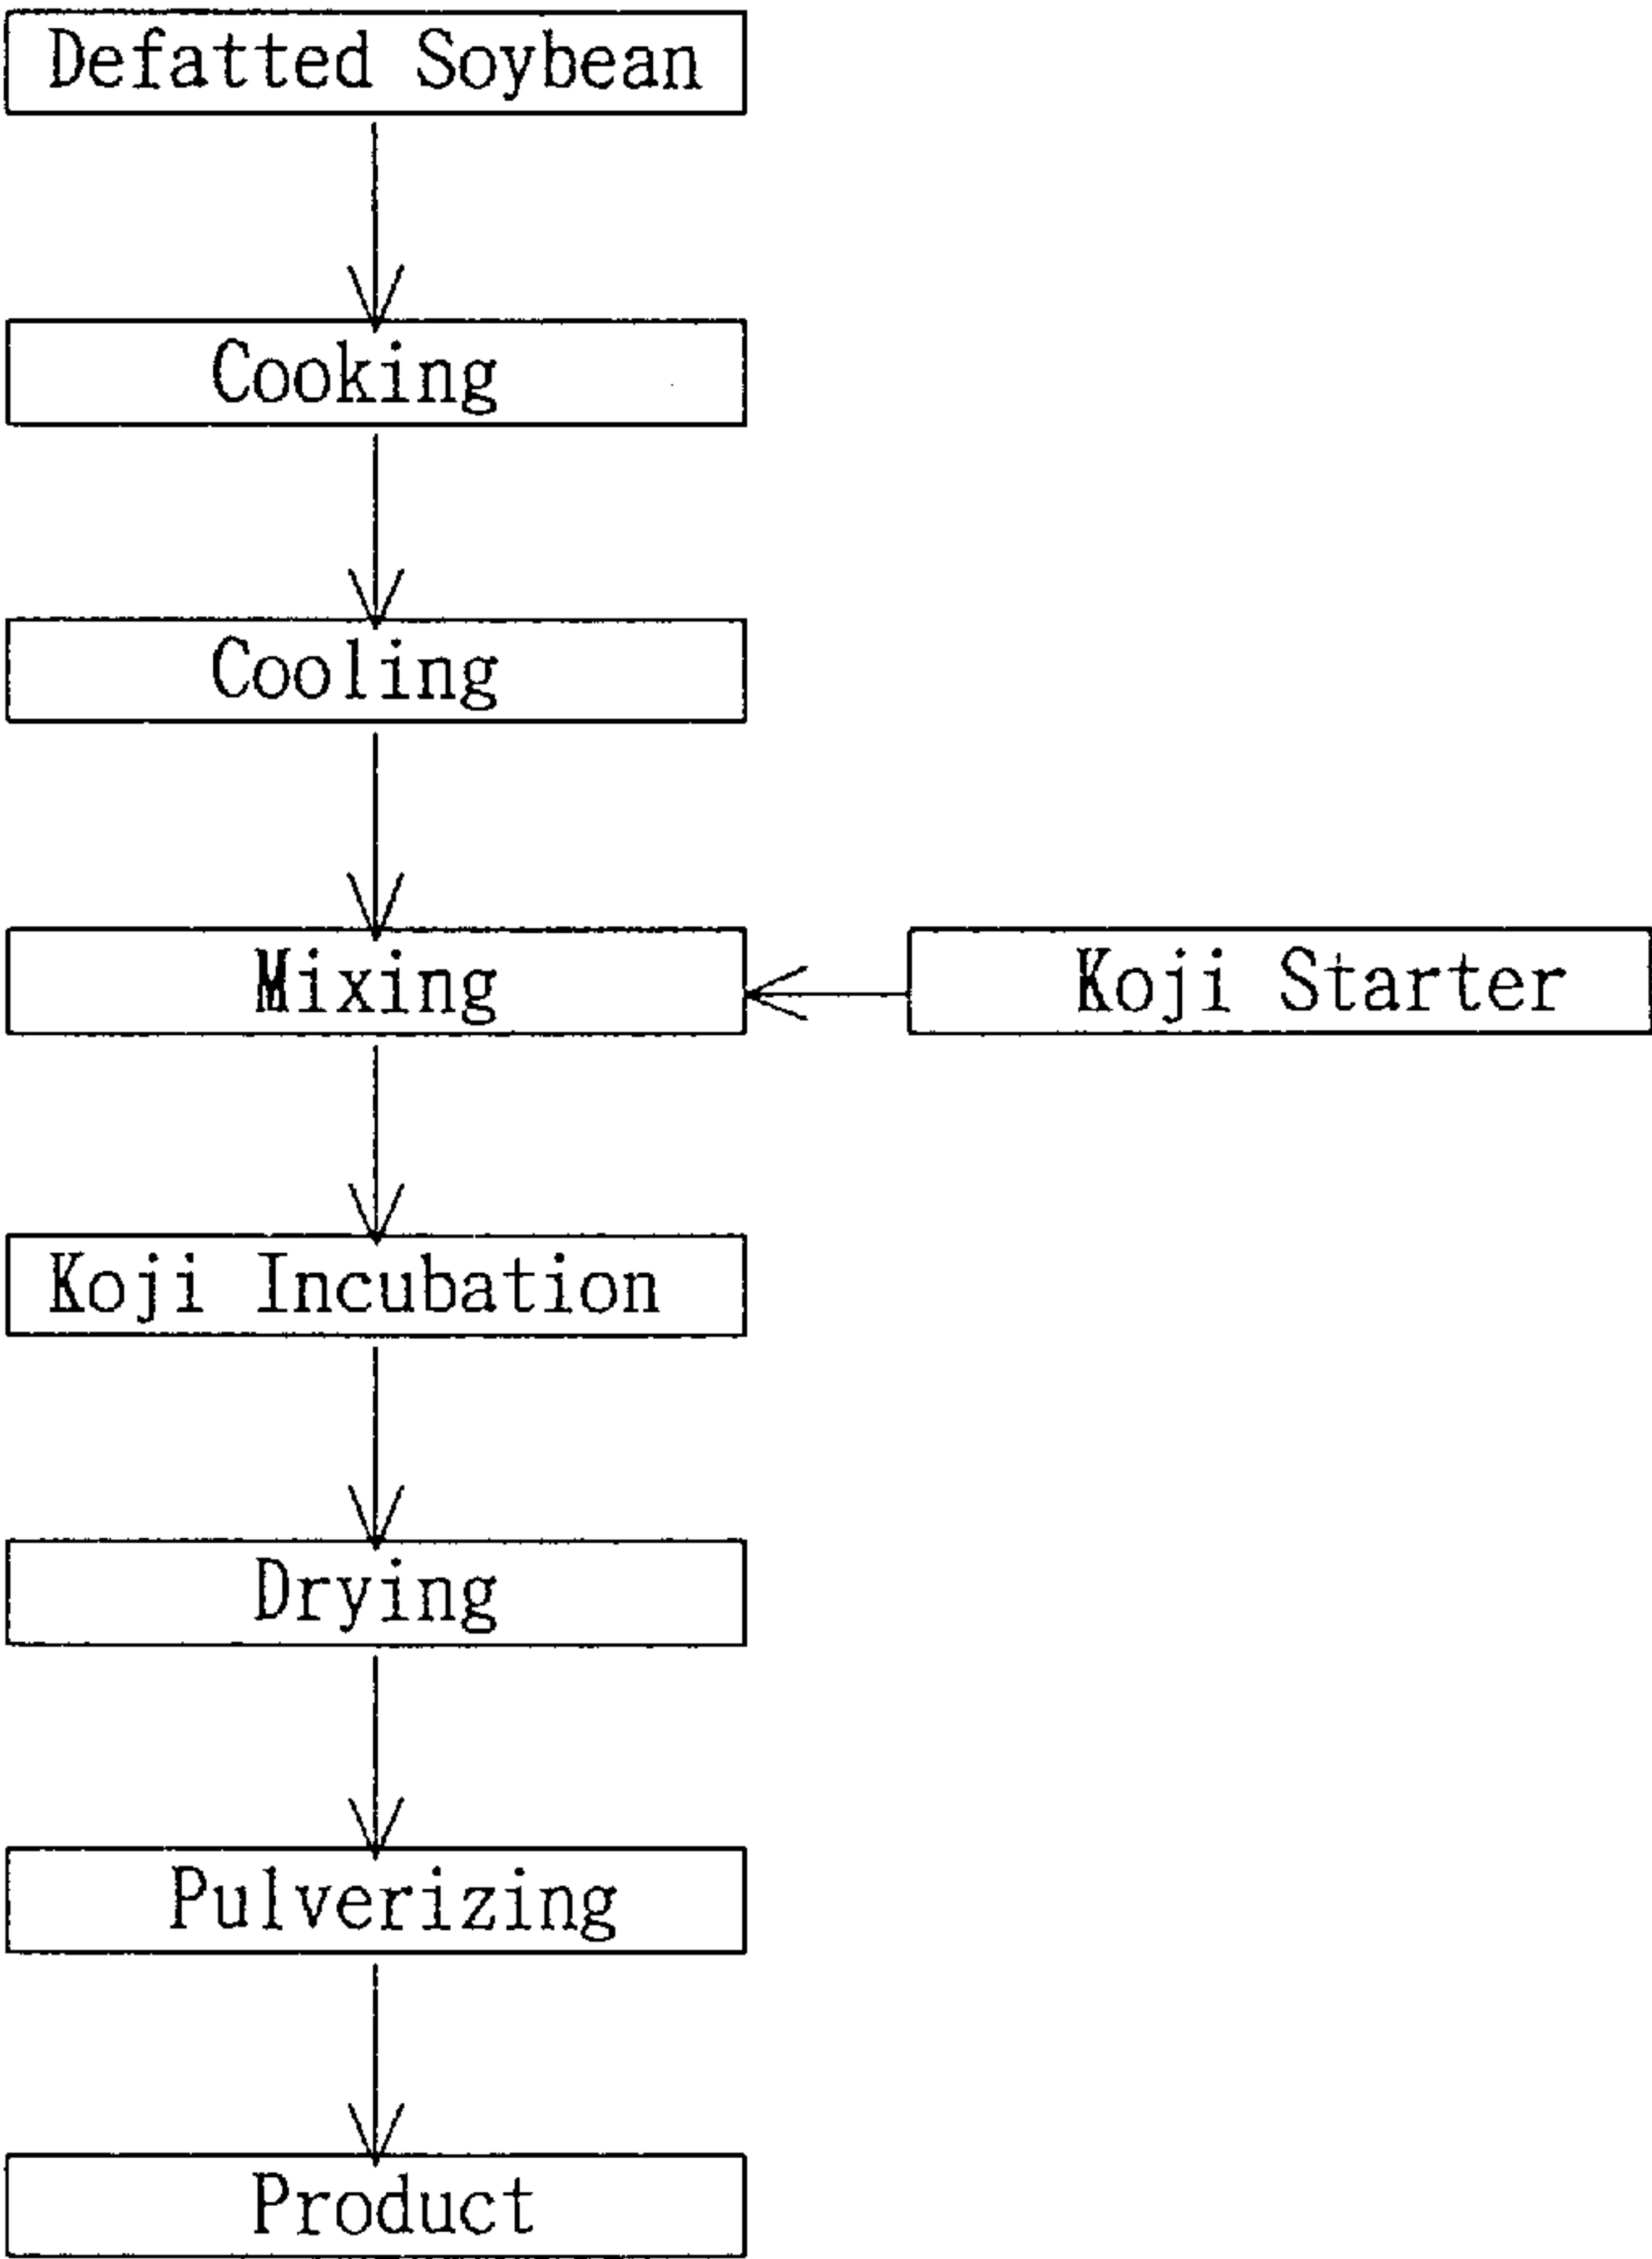 Defatted Soybean
Cooking
Cooling
Mixing
Koji Starter
Koji Incubation
Drying
Pulverizing
Product